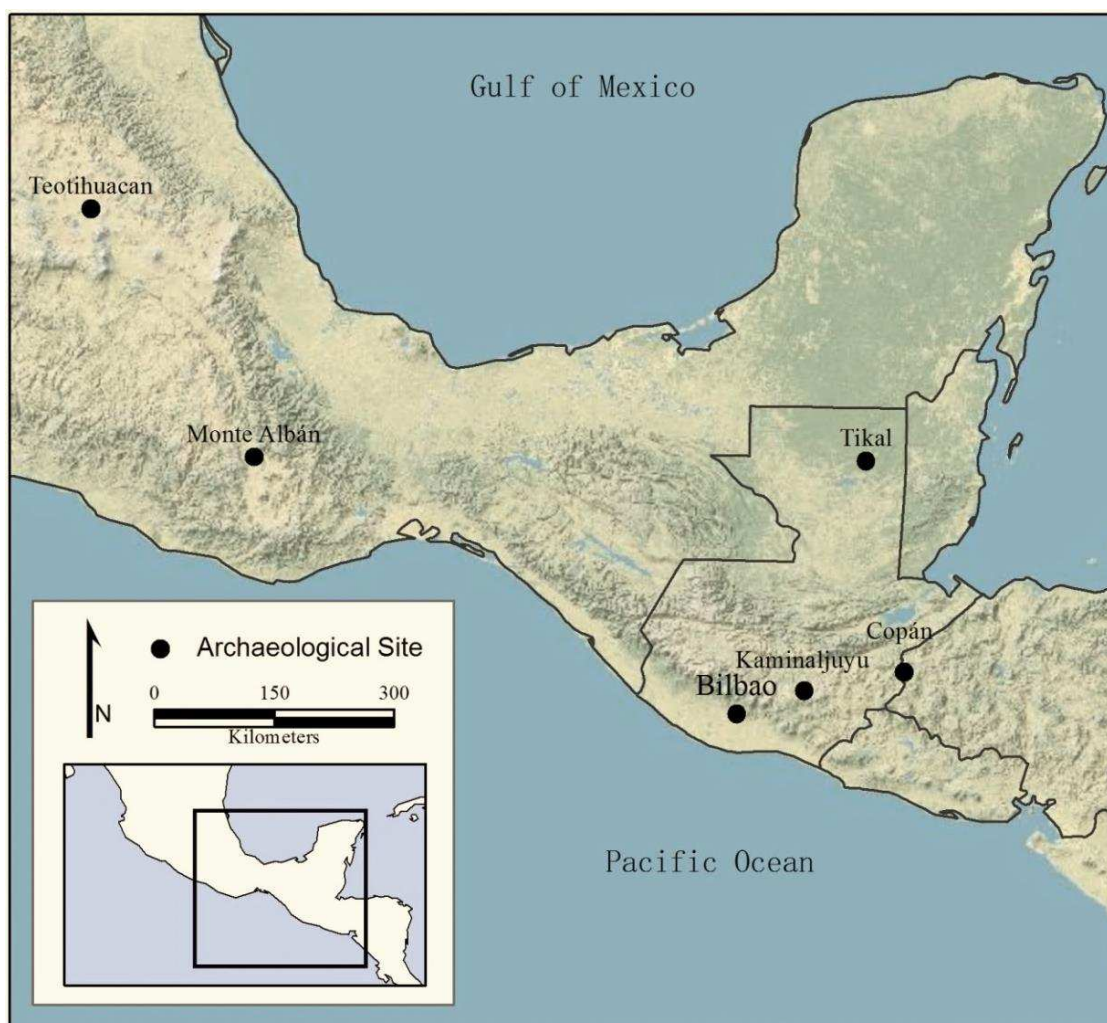 Gulf of Mexico
Teotihuacan
Monte Albán
Tikal
Copán
Kaminaljuyu
Bilbao
Archaeological Site
0 150 300
N
Kilometers
Pacific Ocean